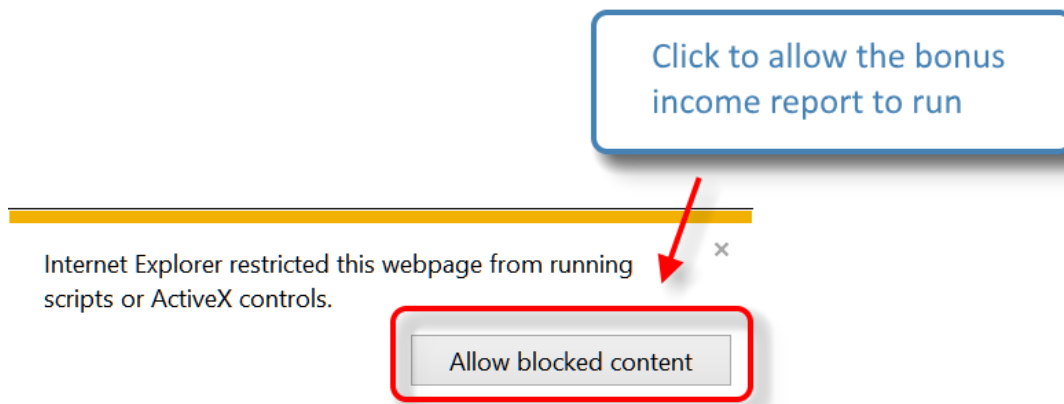 Click to allow the bonus
income report to run
Internet Explorer restricted this webpage from running
scripts or ActiveX controls.
Allow blocked content